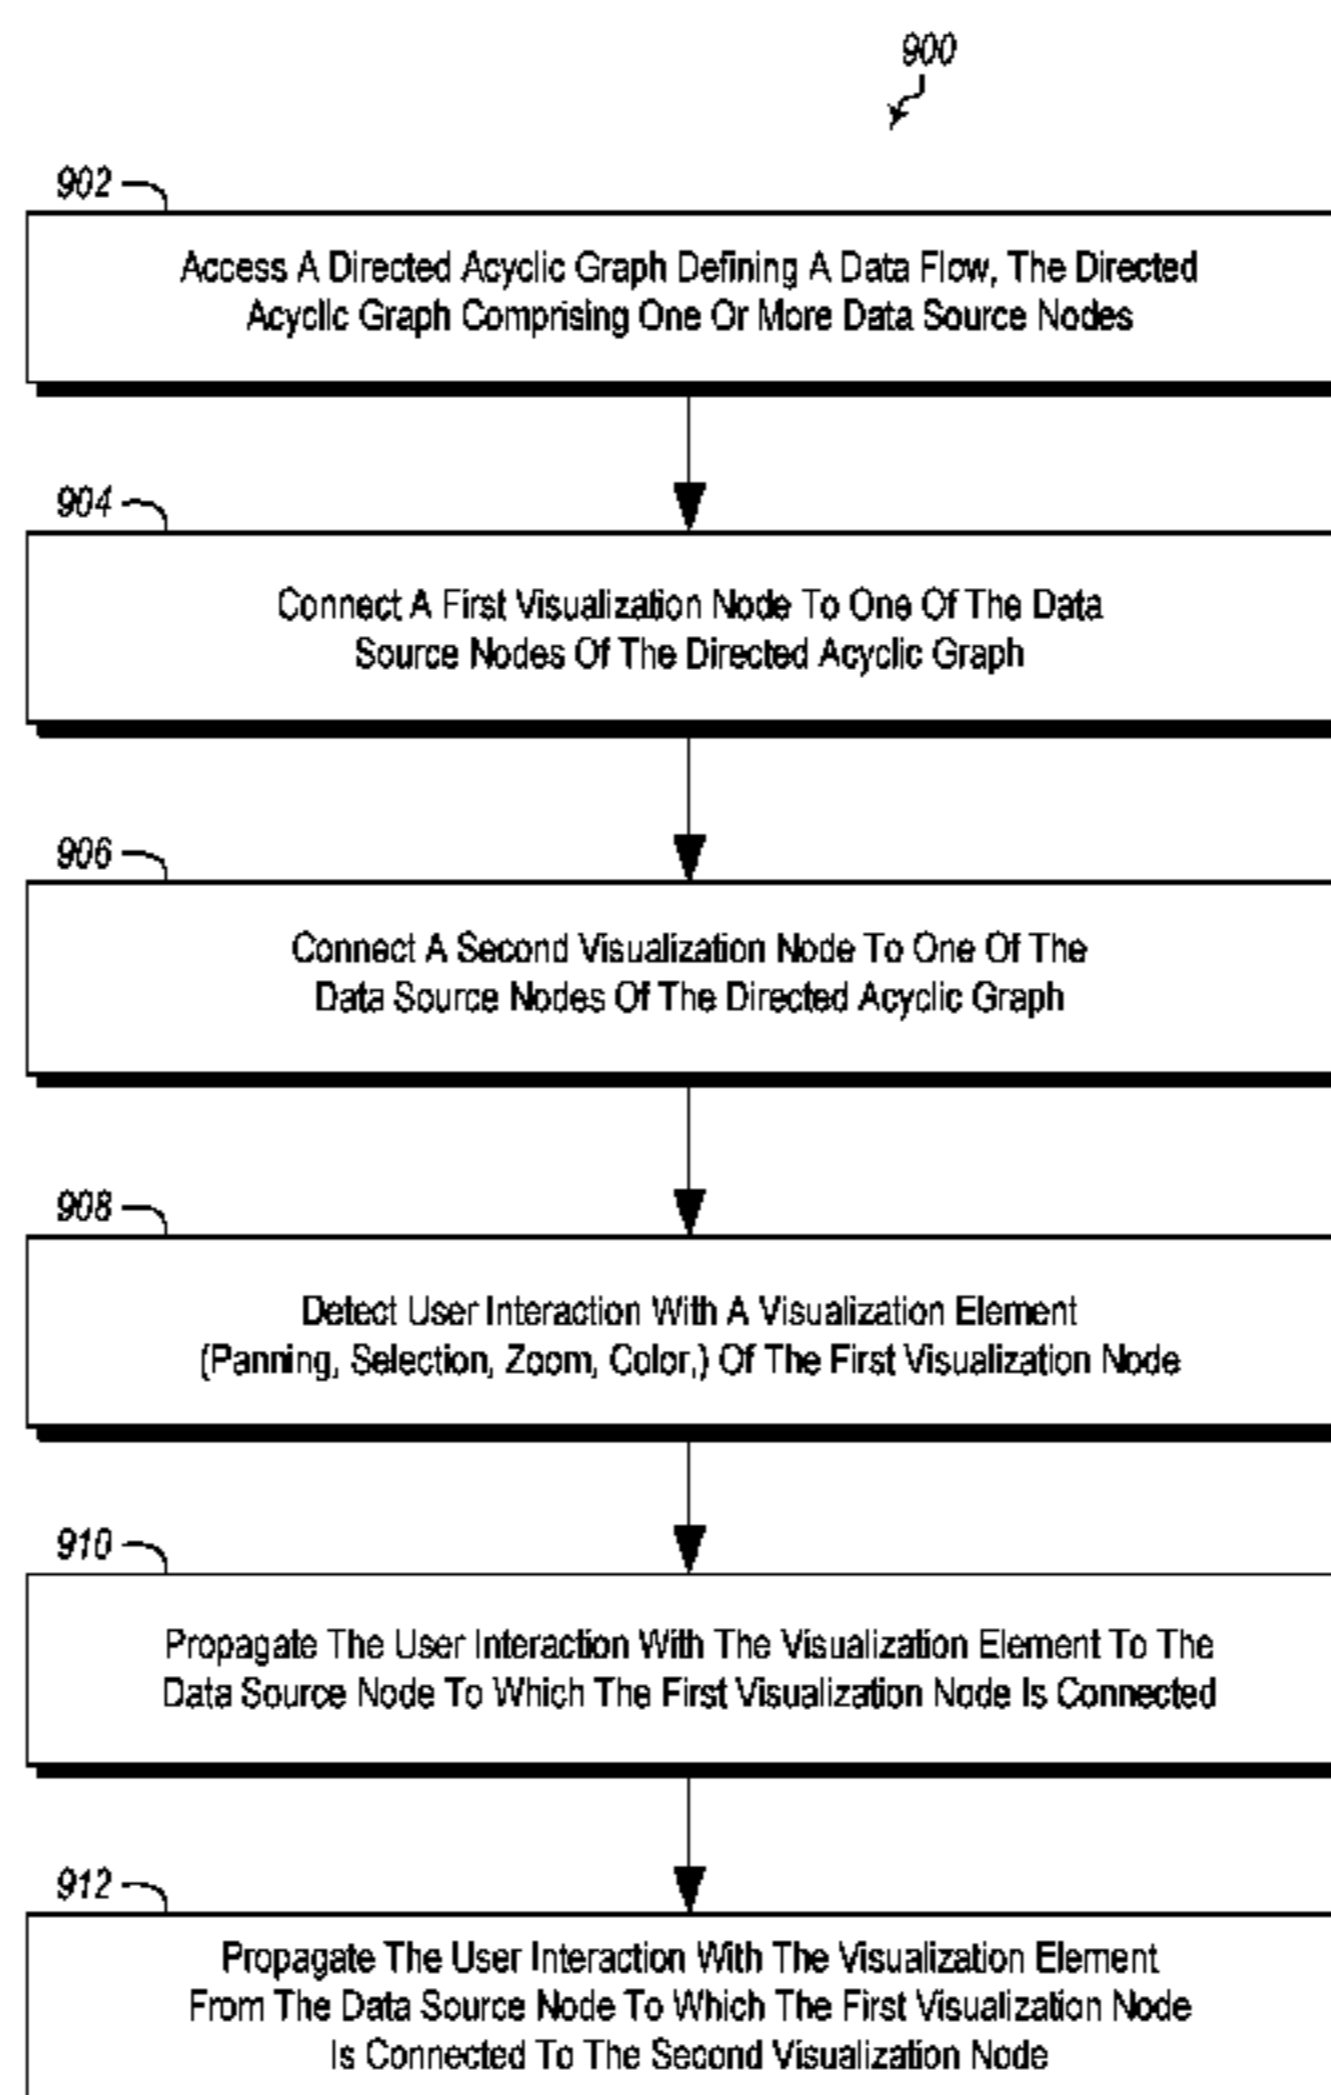 900
902
Access A Directed Acyclic Graph Defining A Data Flow, The Directed
Acyclic Graph Comprising One Or More Data Source Nodes
904
Connect A First Visualization Node To One Of The Data
Source Nodes Of The Directed Acyclic Graph
906
Connect A Second Visualization Node To One Of The
Data Source Nodes Of The Directed Acyclic Graph
908
Detect User Interaction With A Visualization Element
(Panning, Selection, Zoom, Color,) Of The First Visualization Node
910
Propagate The User Interaction With The Visualization Element To The
Data Source Node To Which The First Visualization Node Is Connected
912
Propagate The User Interaction With The Visualization Element
From The Data Source Node To Which The First Visualization Node
Is Connected To The Second Visualization Node